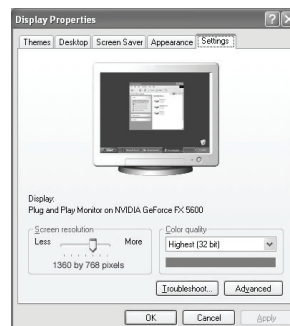 Display Properties
Themes Desktop Screen Saver Appearance Settings
Display:
Plug and Play Monitor on NVIDIA GeForce FX 5600
Screen resolution
Less More
1360 by 768 pixels
Color quality
Highest (32 bit)
Troubleshoot... Advanced
OK Cancel Apply